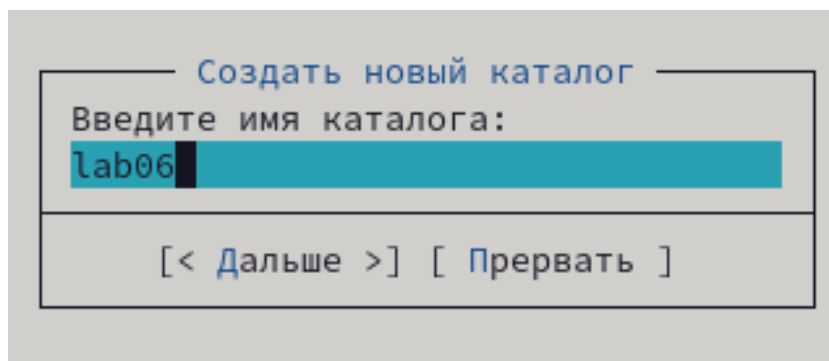 Создать новый каталог
Введите имя каталога:
lab06
[< Дальше >] [ Прервать ]